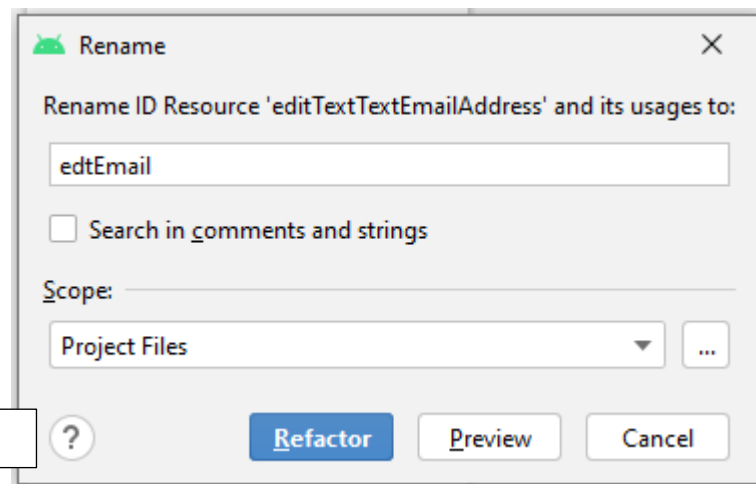 Rename
Rename ID Resource 'editTextTextEmailAddress' and its usages to:
edtEmail
Search in comments and strings
Scope:
Project Files
...
? Refactor Preview Cancel